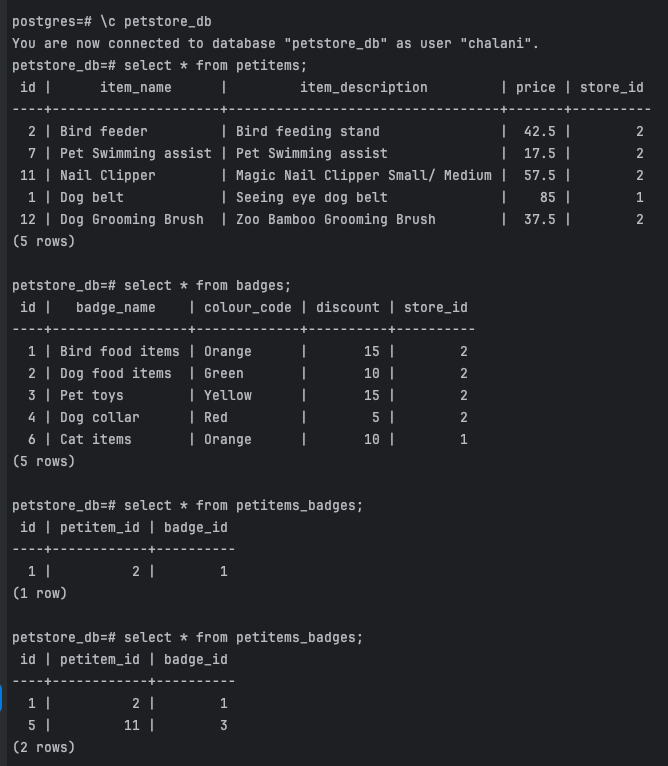 postgres=# \c petstore_db
You are now connected to database "petstore_db" as user "chalani".
petstore_db=# select * from petitems;
 id |      item_name      |         item_description         | price | store_id
----+---------------------+----------------------------------+-------+----------
  2 | Bird feeder         | Bird feeding stand               |  42.5 |        2
  7 | Pet Swimming assist | Pet Swimming assist              |  17.5 |        2
 11 | Nail Clipper        | Magic Nail Clipper Small/ Medium |  57.5 |        2
  1 | Dog belt            | Seeing eye dog belt              |    85 |        1
 12 | Dog Grooming Brush  | Zoo Bamboo Grooming Brush        |  37.5 |        2
(5 rows)

petstore_db=# select * from badges;
 id |   badge_name    | colour_code | discount | store_id
----+-----------------+-------------+----------+----------
  1 | Bird food items | Orange      |       15 |        2
  2 | Dog food items  | Green       |       10 |        2
  3 | Pet toys        | Yellow      |       15 |        2
  4 | Dog collar      | Red         |        5 |        2
  6 | Cat items       | Orange      |       10 |        1
(5 rows)

petstore_db=# select * from petitems_badges;
 id | petitem_id | badge_id
----+------------+----------
  1 |          2 |        1
(1 row)

petstore_db=# select * from petitems_badges;
 id | petitem_id | badge_id
----+------------+----------
  1 |          2 |        1
  5 |         11 |        3
(2 rows)